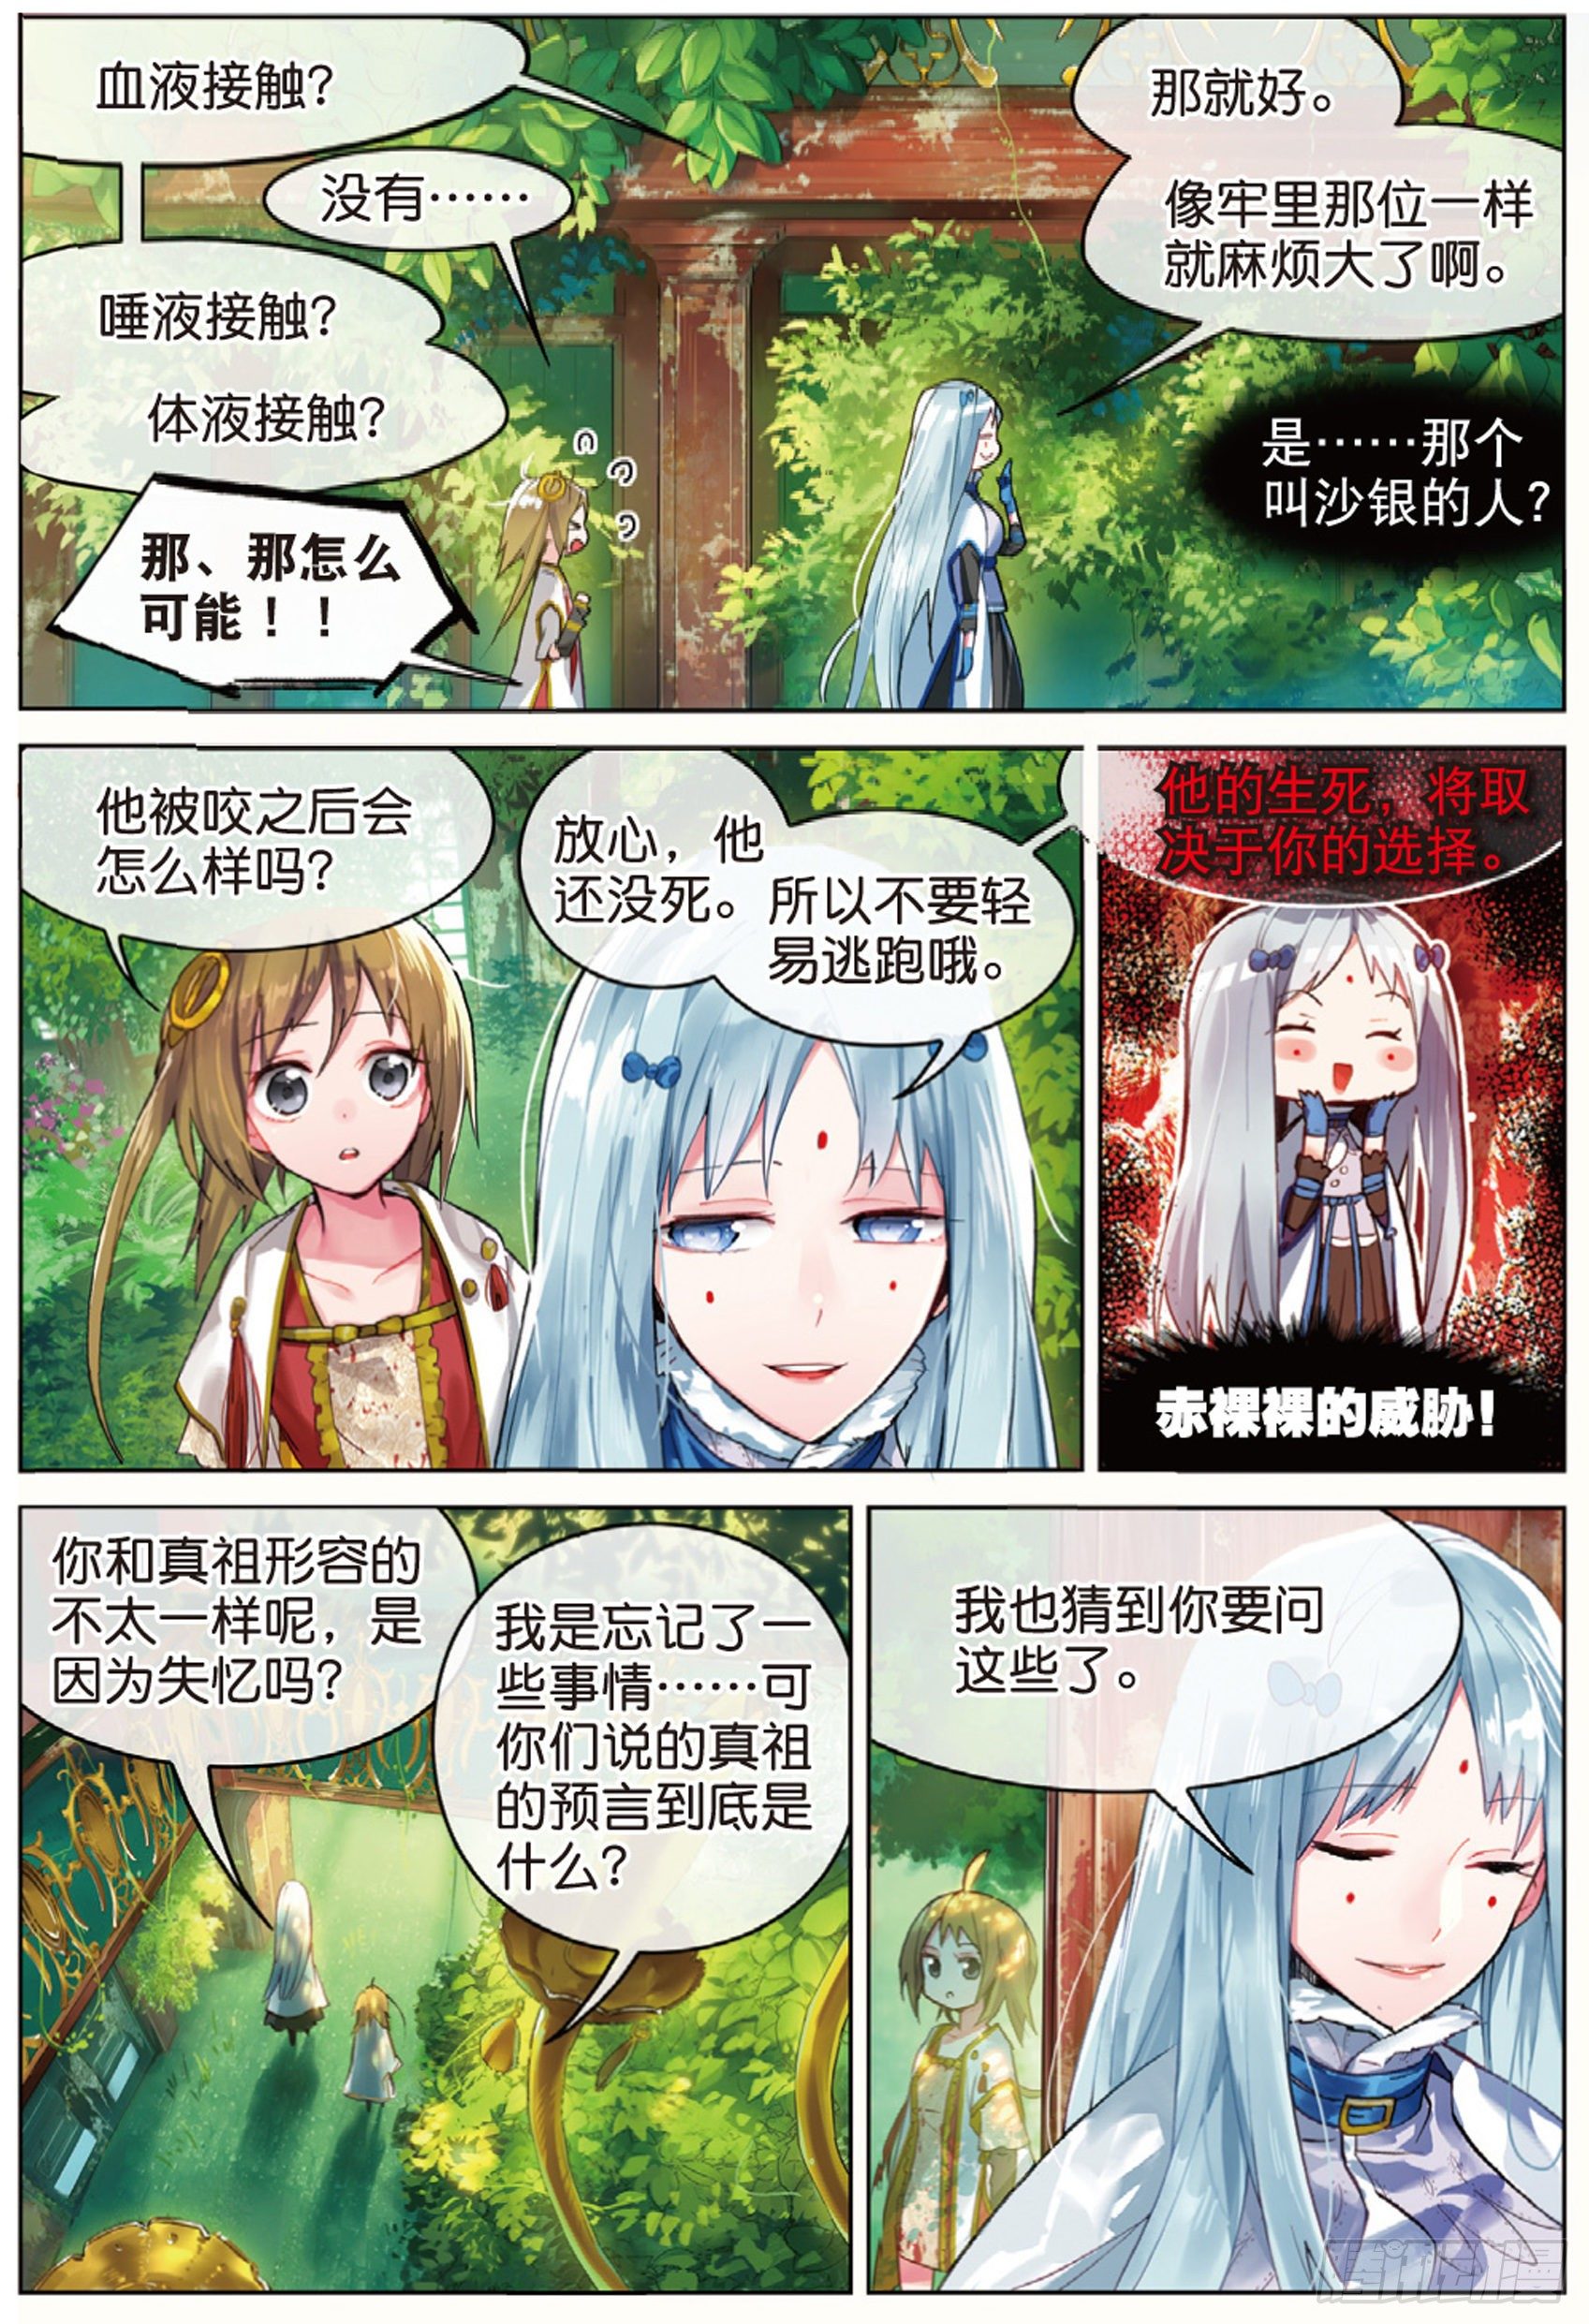 血液接触?
没有……
唾液接触?
体液接触?
那、那怎么
可能！！
那就好。
像牢里那位一样
就麻烦大了啊。
是……那个
叫沙银的人?
他被咬之后会
怎么样吗?
放心，他
还没死。所以不要轻
易逃跑哦。
他的生死，将取
决于你的选择。
赤裸裸的威胁!
你和真祖形容的
不太一样呢，是
因为失忆吗?
我是忘记了一
些事情……可
你们说的真祖
的预言到底是
什么?
我也猜到你要问
这些了。